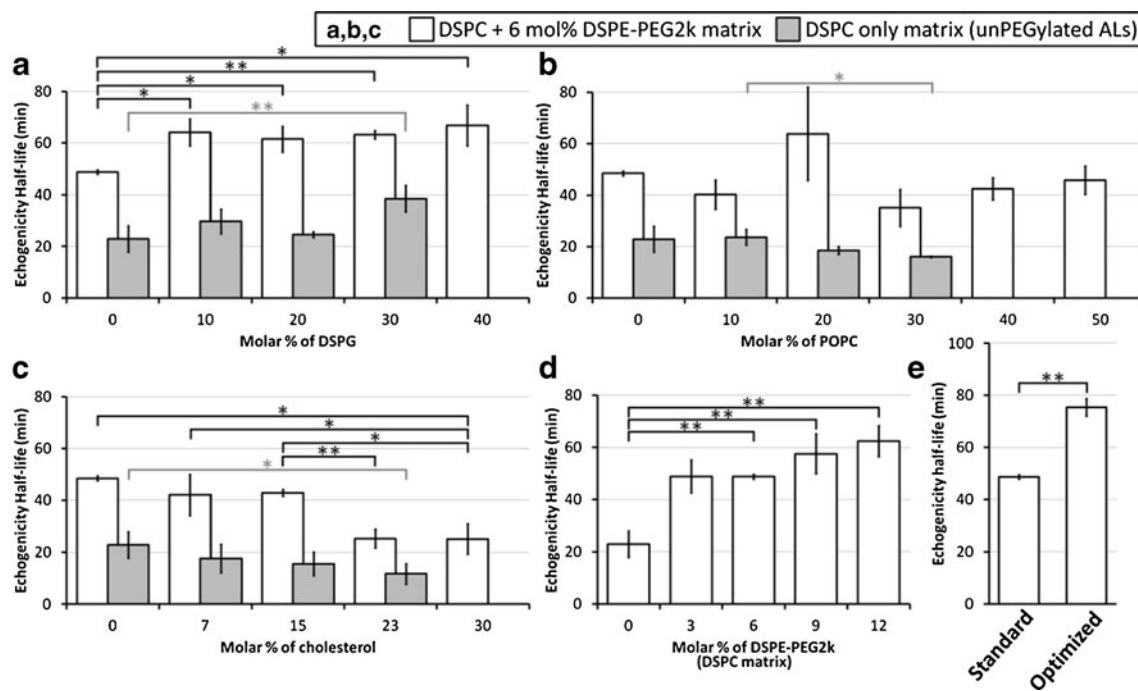 a,b,c DSPC + 6 mol% DSPE-PEG2k matrix DSPC only matrix (unPEGylated ALs)
a
Echogenicity Half-life (min)
80
60
40
20
0
*
**
*
*
**
0 10 20 30 40
Molar % of DSPG
b
Echogenicity Half-life (min)
80
60
40
20
0
*
0 10 20 30 40 50
Molar % of POPC
c
Echogenicity Half-life (min)
80
60
40
20
0
*
*
*
**
*
0 7 15 23 30
Molar % of cholesterol
d
Echogenicity Half-life (min)
80
60
40
20
0
**
**
**
0 3 6 9 12
Molar % of DSPE-PEG2k
(DSPC matrix)
e
Echogenicity half-life (min)
100
80
60
40
20
0
**
Standard
Optimized